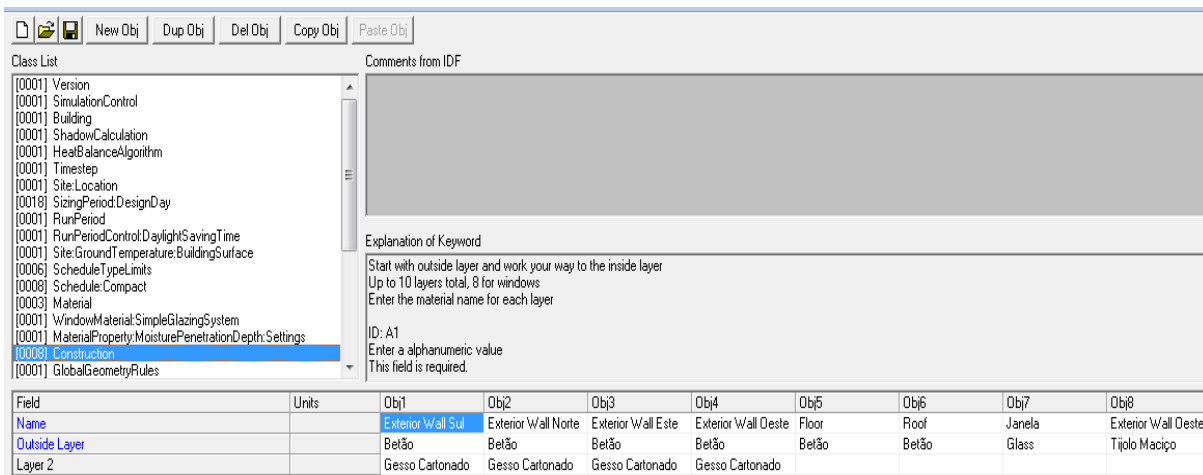 New Obj Dup Obj Del Obj Copy Obj Paste Obj
Class List
[0001] Version
[0001] SimulationControl
[0001] Building
[0001] ShadowCalculation
[0001] HeatBalanceAlgorithm
[0001] Timestep
[0001] Site:Location
[0018] SizingPeriod:DesignDay
[0001] RunPeriod
[0001] RunPeriodControl:DaylightSavingTime
[0001] Site:GroundTemperature:BuildingSurface
[0006] ScheduleTypeLimits
[0008] Schedule:Compact
[0003] Material
[0001] WindowMaterial:SimpleGlazingSystem
[0001] MaterialProperty:MoisturePenetrationDepth:Settings
[0008] Construction
[0001] GlobalGeometryRules
Comments from IDF
Explanation of Keyword
Start with outside layer and work your way to the inside layer
Up to 10 layers total, 8 for windows
Enter the material name for each layer
ID: A1
Enter a alphanumeric value
This field is required.
Field Units Obj1 Obj2 Obj3 Obj4 Obj5 Obj6 Obj7 Obj8
Name Exterior Wall Sul Exterior Wall Norte Exterior Wall Este Exterior Wall Oeste Floor Roof Janela Exterior Wall Oeste
Outside Layer Betão Betão Betão Betão Betão Betão Glass Tijolo Maciço
Layer 2 Gesso Cartonado Gesso Cartonado Gesso Cartonado Gesso Cartonado